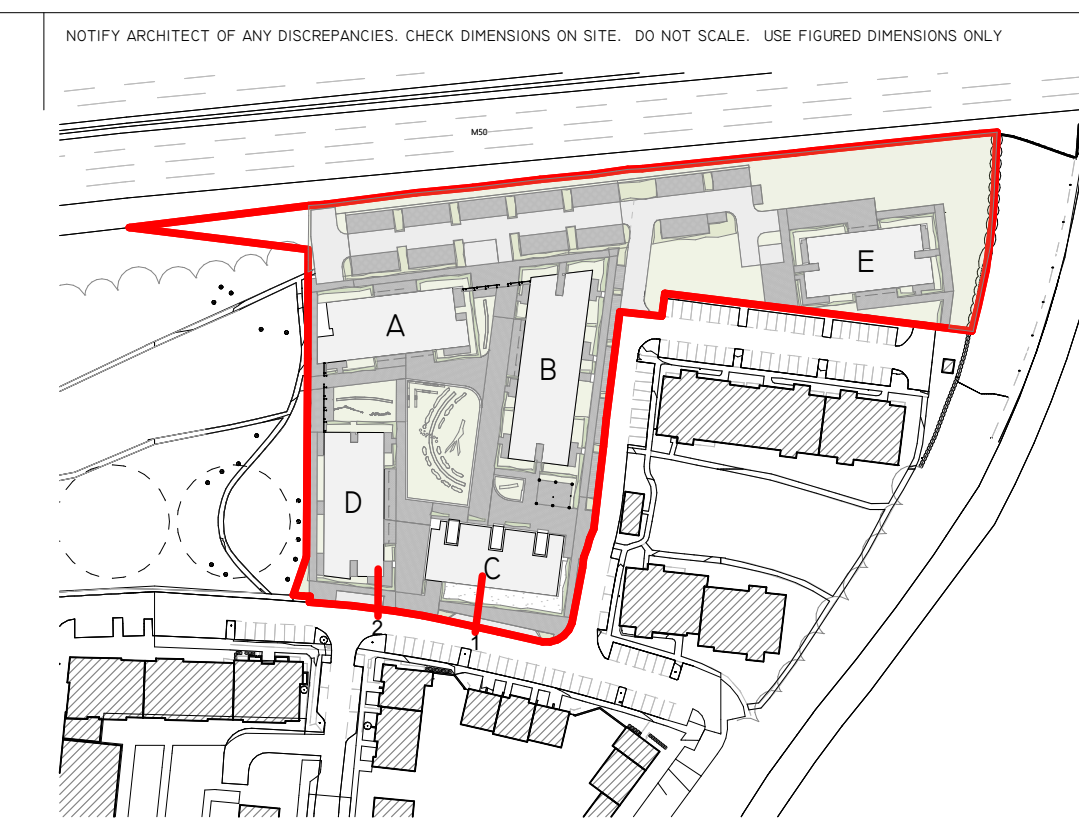 NOTIFY ARCHITECT OF ANY DISCREPANCIES. CHECK DIMENSIONS ON SITE. DO NOT SCALE. USE FIGURED DIMENSIONS ONLY
M50
E
A
B
D
C
2
1